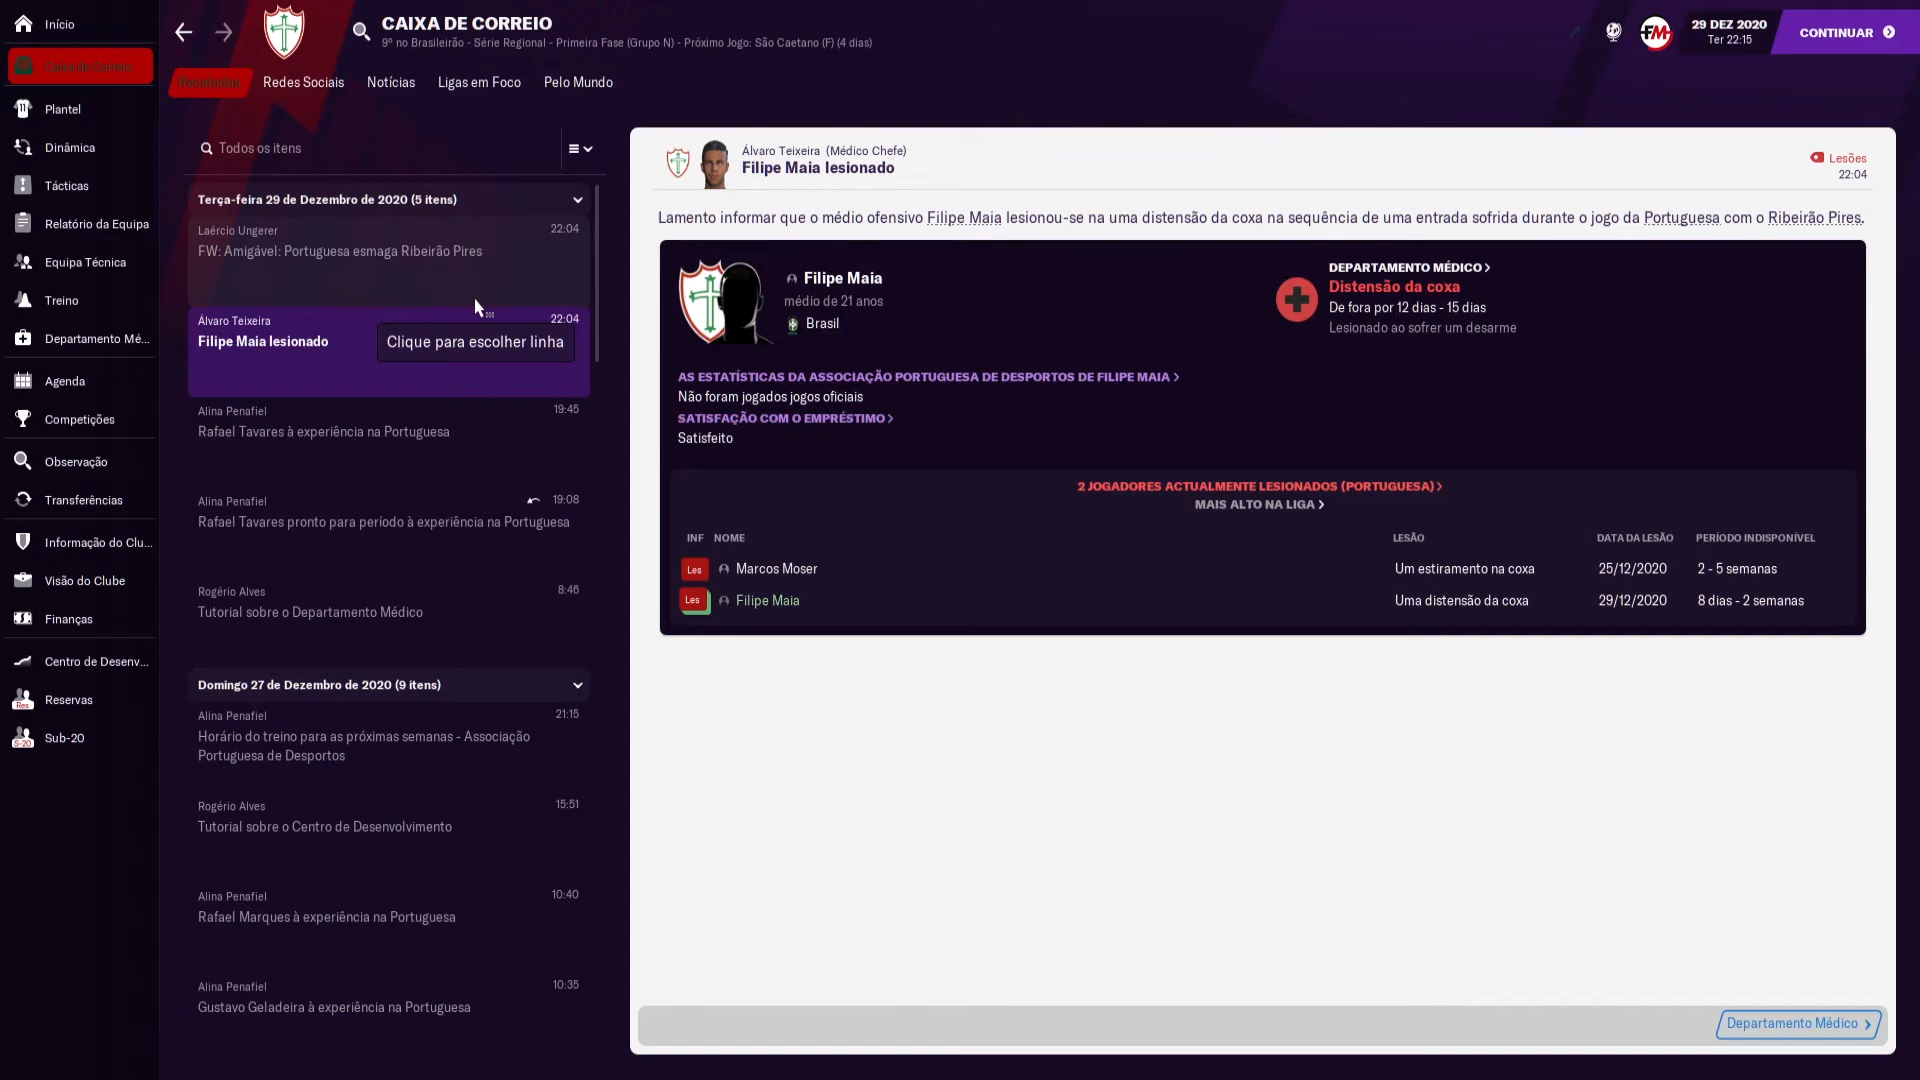 Início
Caixa de Correio
Plantel
Dinâmica
Tácticas
Relatório da Equipa
Equipa Técnica
Treino
Departamento Mé...
Agenda
Competições
Observação
Transferências
Informação do Clu...
Visão do Clube
Finanças
Centro de Desenv...
Res
Reservas
S-20
Sub-20
CAIXA DE CORREIO
9º no Brasileirão - Série Regional - Primeira Fase (Grupo N) - Próximo Jogo: São Caetano (F) (4 dias)
FM
29 DEZ 2020
Ter 22:15
CONTINUAR
Redes Sociais
Notícias
Ligas em Foco
Pelo Mundo
Todos os itens
Terça-feira 29 de Dezembro de 2020 (5 itens)
Laércio Ungerer
22:04
FW: Amigável: Portuguesa esmaga Ribeirão Pires
Álvaro Teixeira
22:04
Filipe Maia lesionado
Clique para escolher linha
Alina Penafiel
19:45
Rafael Tavares à experiência na Portuguesa
Alina Penafiel
19:08
Rafael Tavares pronto para período à experiência na Portuguesa
Rogério Alves
8:46
Tutorial sobre o Departamento Médico
Domingo 27 de Dezembro de 2020 (9 itens)
Alina Penafiel
21:15
Horário do treino para as próximas semanas - Associação
Portuguesa de Desportos
Rogério Alves
15:51
Tutorial sobre o Centro de Desenvolvimento
Alina Penafiel
10:40
Rafael Marques à experiência na Portuguesa
Alina Penafiel
10:35
Gustavo Geladeira à experiência na Portuguesa
Álvaro Teixeira (Médico Chefe)
Filipe Maia lesionado
Lesões
22:04
Lamento informar que o médio ofensivo Filipe Maia lesionou-se na uma distensão da coxa na sequência de uma entrada sofrida durante o jogo da Portuguesa com o Ribeirão Pires.
Filipe Maia
médio de 21 anos
Brasil
DEPARTAMENTO MÉDICO
Distensão da coxa
De fora por 12 dias - 15 dias
Lesionado ao sofrer um desarme
AS ESTATÍSTICAS DA ASSOCIAÇÃO PORTUGUESA DE DESPORTOS DE FILIPE MAIA
Não foram jogados jogos oficiais
SATISFAÇÃO COM O EMPRÉSTIMO
Satisfeito
2 JOGADORES ACTUALMENTE LESIONADOS (PORTUGUESA)
MAIS ALTO NA LIGA
INF NOME LESÃO DATA DA LESÃO PERÍODO INDISPONÍVEL
Les Marcos Moser Um estiramento na coxa 25/12/2020 2 - 5 semanas
Les Filipe Maia Uma distensão da coxa 29/12/2020 8 dias - 2 semanas
Departamento Médico